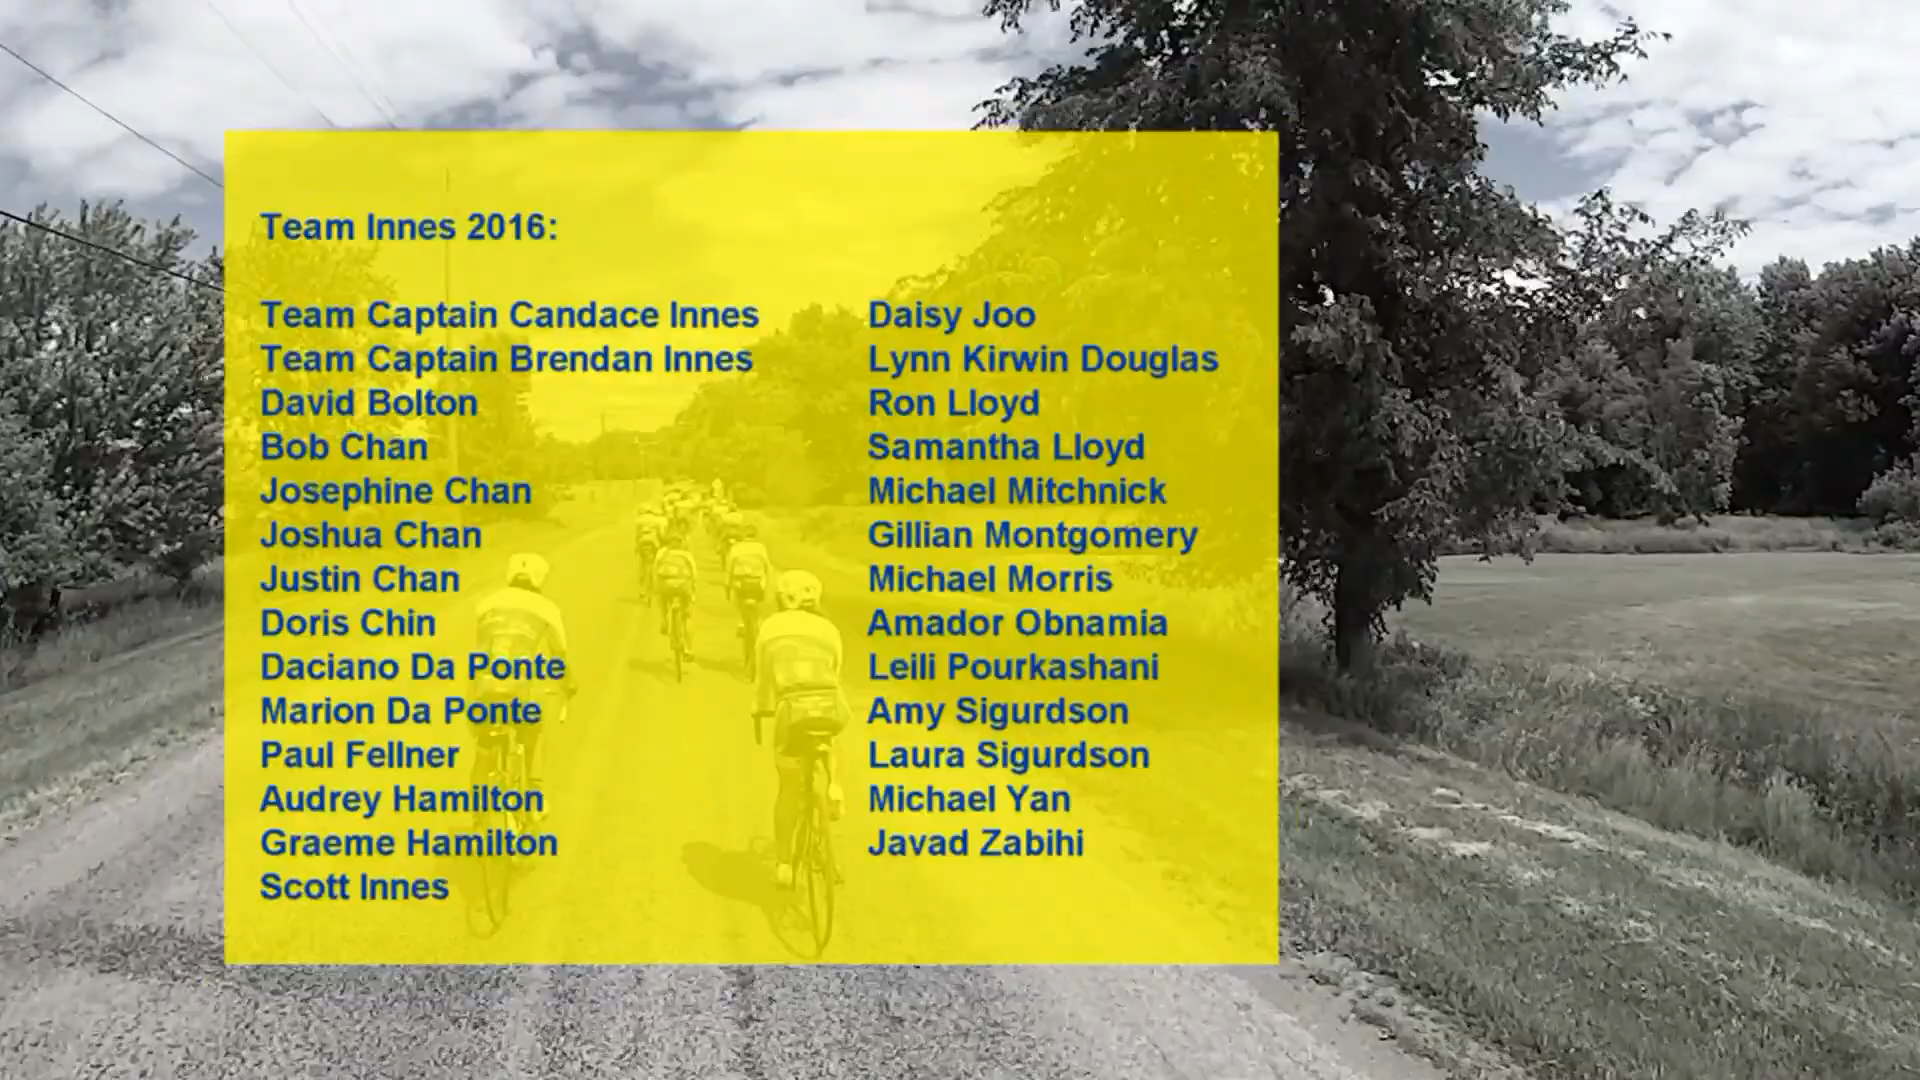 Team Innes 2016:
Team Captain Candace Innes
Team Captain Brendan Innes
David Bolton
Bob Chan
Josephine Chan
Joshua Chan
Justin Chan
Doris Chin
Daciano Da Ponte
Marion Da Ponte
Paul Fellner
Audrey Hamilton
Graeme Hamilton
Scott Innes
Daisy Joo
Lynn Kirwin Douglas
Ron Lloyd
Samantha Lloyd
Michael Mitchnick
Gillian Montgomery
Michael Morris
Amador Obnamia
Leili Pourkashani
Amy Sigurdson
Laura Sigurdson
Michael Yan
Javad Zabihi